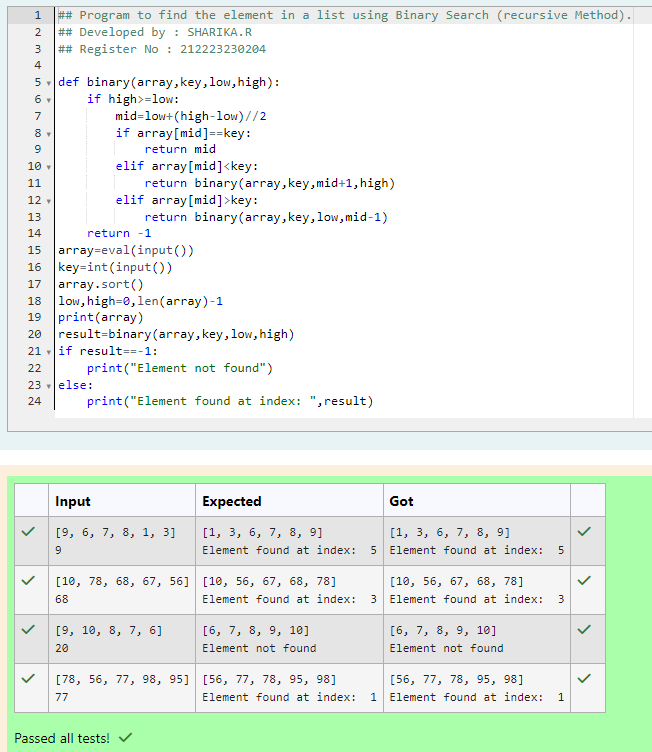 1 ## Program to find the element in a list using Binary Search (recursive Method).
2 ## Developed by : SHARIKA.R
3 ## Register No : 212223230204
4
5 def binary(array,key,low,high):
6     if high>=low:
7         mid=low+(high-low)//2
8         if array[mid]==key:
9             return mid
10         elif array[mid]<key:
11             return binary(array,key,mid+1,high)
12         elif array[mid]>key:
13             return binary(array,key,low,mid-1)
14     return -1
15 array=eval(input())
16 key=int(input())
17 array.sort()
18 low,high=0,len(array)-1
19 print(array)
20 result=binary(array,key,low,high)
21 if result==-1:
22     print("Element not found")
23 else:
24     print("Element found at index: ",result)
Input Expected Got
[9, 6, 7, 8, 1, 3] [1, 3, 6, 7, 8, 9] [1, 3, 6, 7, 8, 9]
9 Element found at index:  5 Element found at index:  5
[10, 78, 68, 67, 56] [10, 56, 67, 68, 78] [10, 56, 67, 68, 78]
68 Element found at index:  3 Element found at index:  3
[9, 10, 8, 7, 6] [6, 7, 8, 9, 10] [6, 7, 8, 9, 10]
20 Element not found Element not found
[78, 56, 77, 98, 95] [56, 77, 78, 95, 98] [56, 77, 78, 95, 98]
77 Element found at index:  1 Element found at index:  1
Passed all tests!